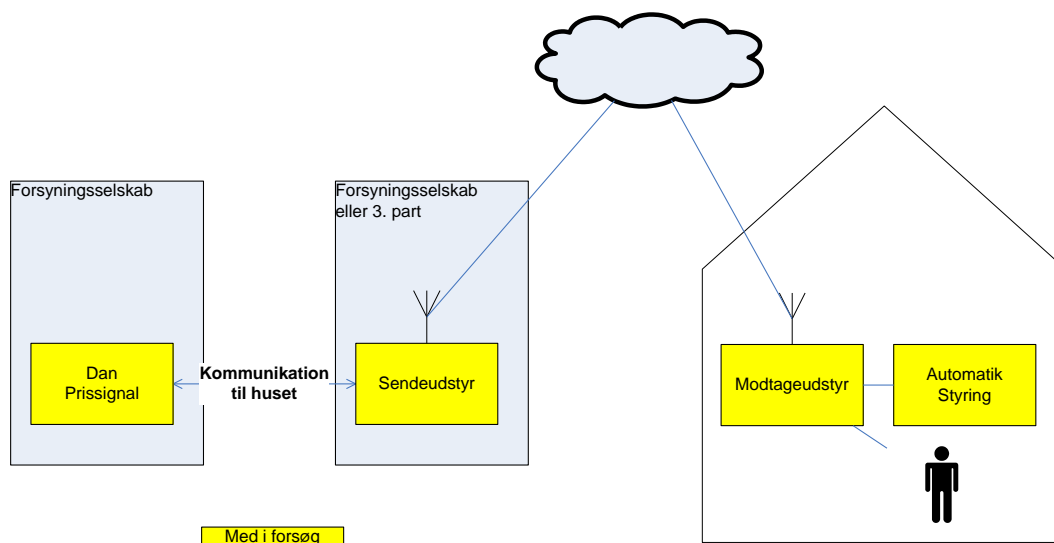 Forsyningsselskab
Forsyningsselskab
eller 3. part
Dan
Prissignal
Kommunikation
til huset
Sendeudstyr
Modtageudstyr
Automatik
Styring
Med i forsøg